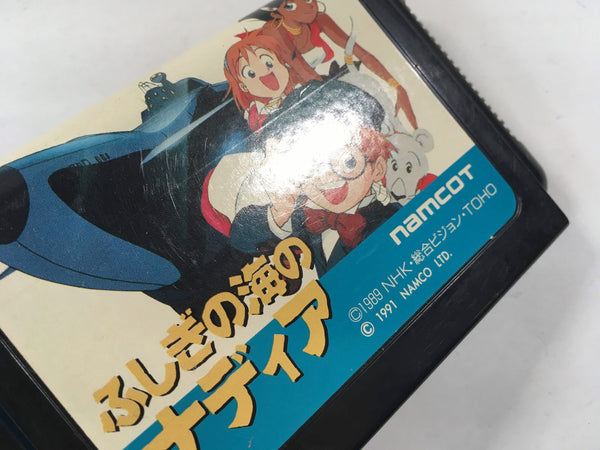 ふしぎの海の
ナディア
namcot
©1989 NHK・総合ビジョン・TOHO
© 1991 NAMCO LTD.